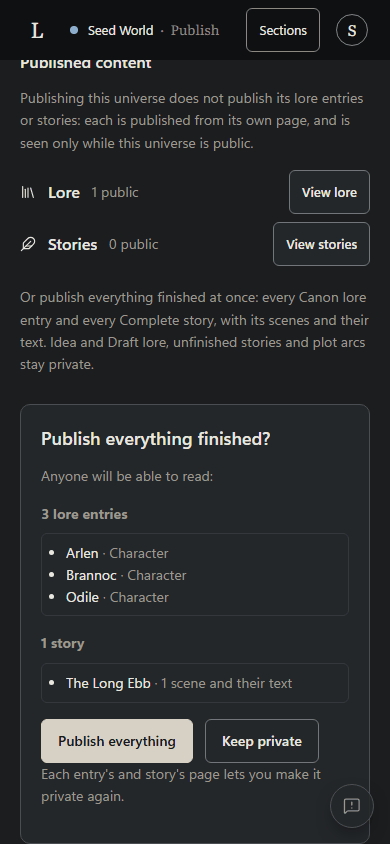 L
Seed World · Publish
Sections
S
Published content
Publishing this universe does not publish its lore entries
or stories: each is published from its own page, and is
seen only while this universe is public.
Lore 1 public
View lore
Stories 0 public
View stories
Or publish everything finished at once: every Canon lore
entry and every Complete story, with its scenes and their
text. Idea and Draft lore, unfinished stories and plot arcs
stay private.
Publish everything finished?
Anyone will be able to read:
3 lore entries
Arlen · Character
Brannoc · Character
Odile · Character
1 story
The Long Ebb · 1 scene and their text
Publish everything
Keep private
Each entry's and story's page lets you make it
private again.